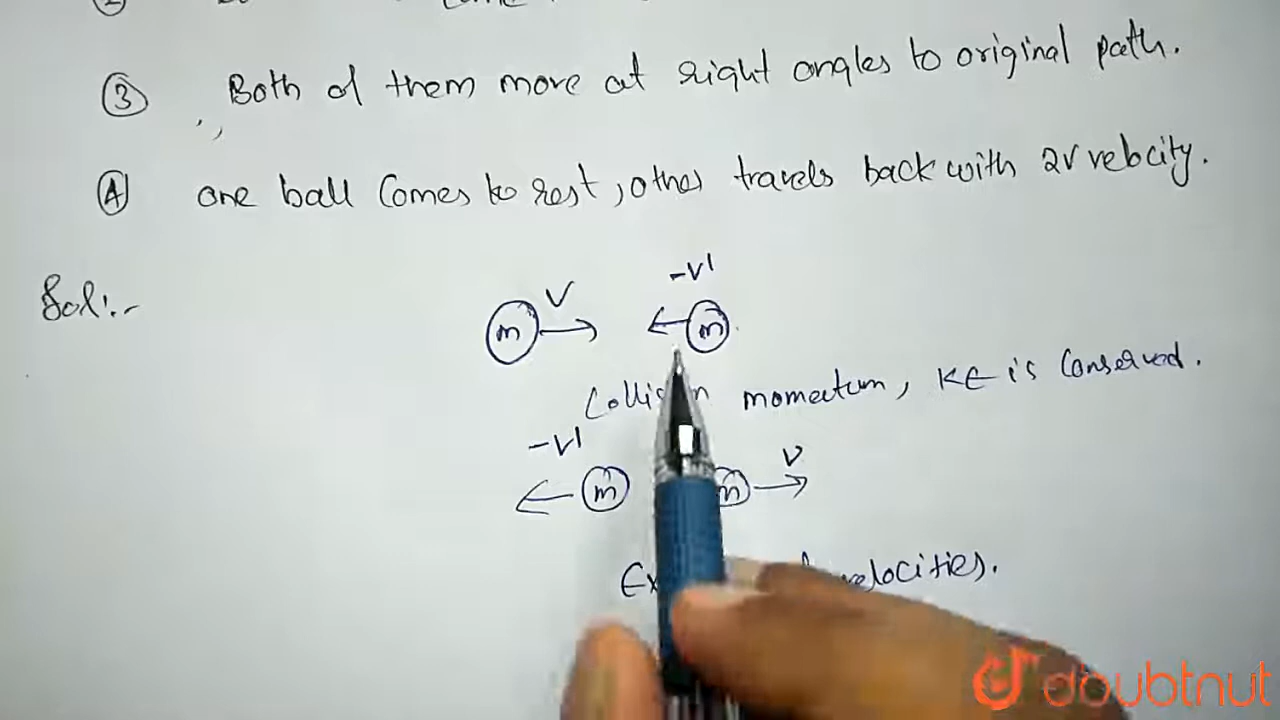 ③ Both of them move at right angles to original path.
④ one ball comes to rest, other travels back with 2v velocity.
Sol:-
v -v'
m m
momentum, KE is conserved.
-v' v
m m
velocities.
doubtnut